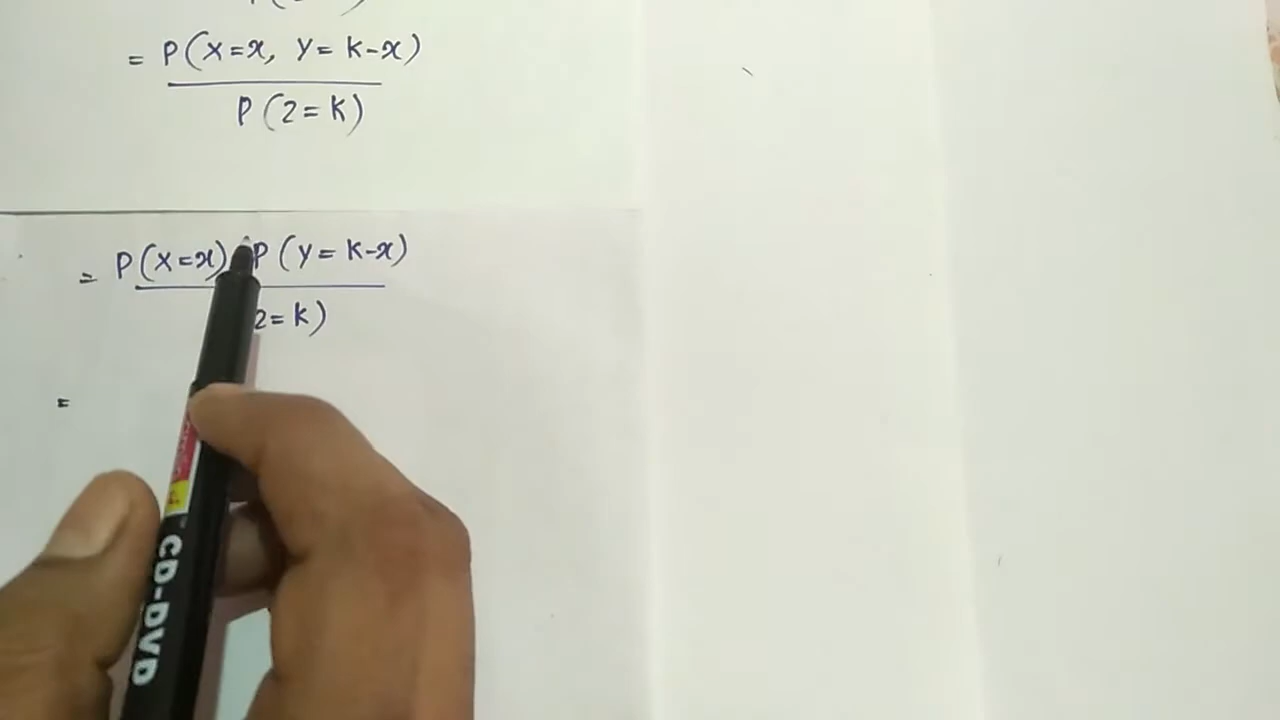 = P(X=x, Y=K-x)
P(Z=K)
= P(X=x) P(Y=K-x)
Z=K)
=
CD-DVD